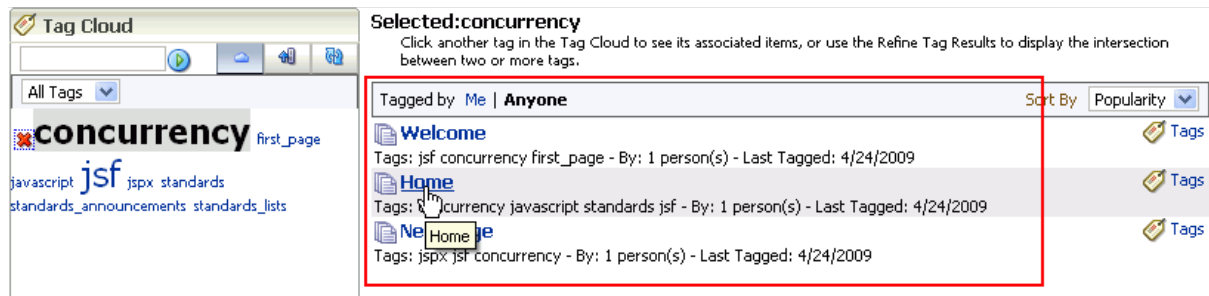 Tag Cloud
All Tags
concurrency first_page
javascript jsf jspx standards
standards_announcements standards_lists
Selected:concurrency
Click another tag in the Tag Cloud to see its associated items, or use the Refine Tag Results to display the intersection
between two or more tags.
Tagged by Me | Anyone Sort By Popularity
Welcome Tags
Tags: jsf concurrency first_page - By: 1 person(s) - Last Tagged: 4/24/2009
Home Tags
Tags: javascript standards jsf - By: 1 person(s) - Last Tagged: 4/24/2009
Home
Tags
Tags: jspx jsf concurrency - By: 1 person(s) - Last Tagged: 4/24/2009